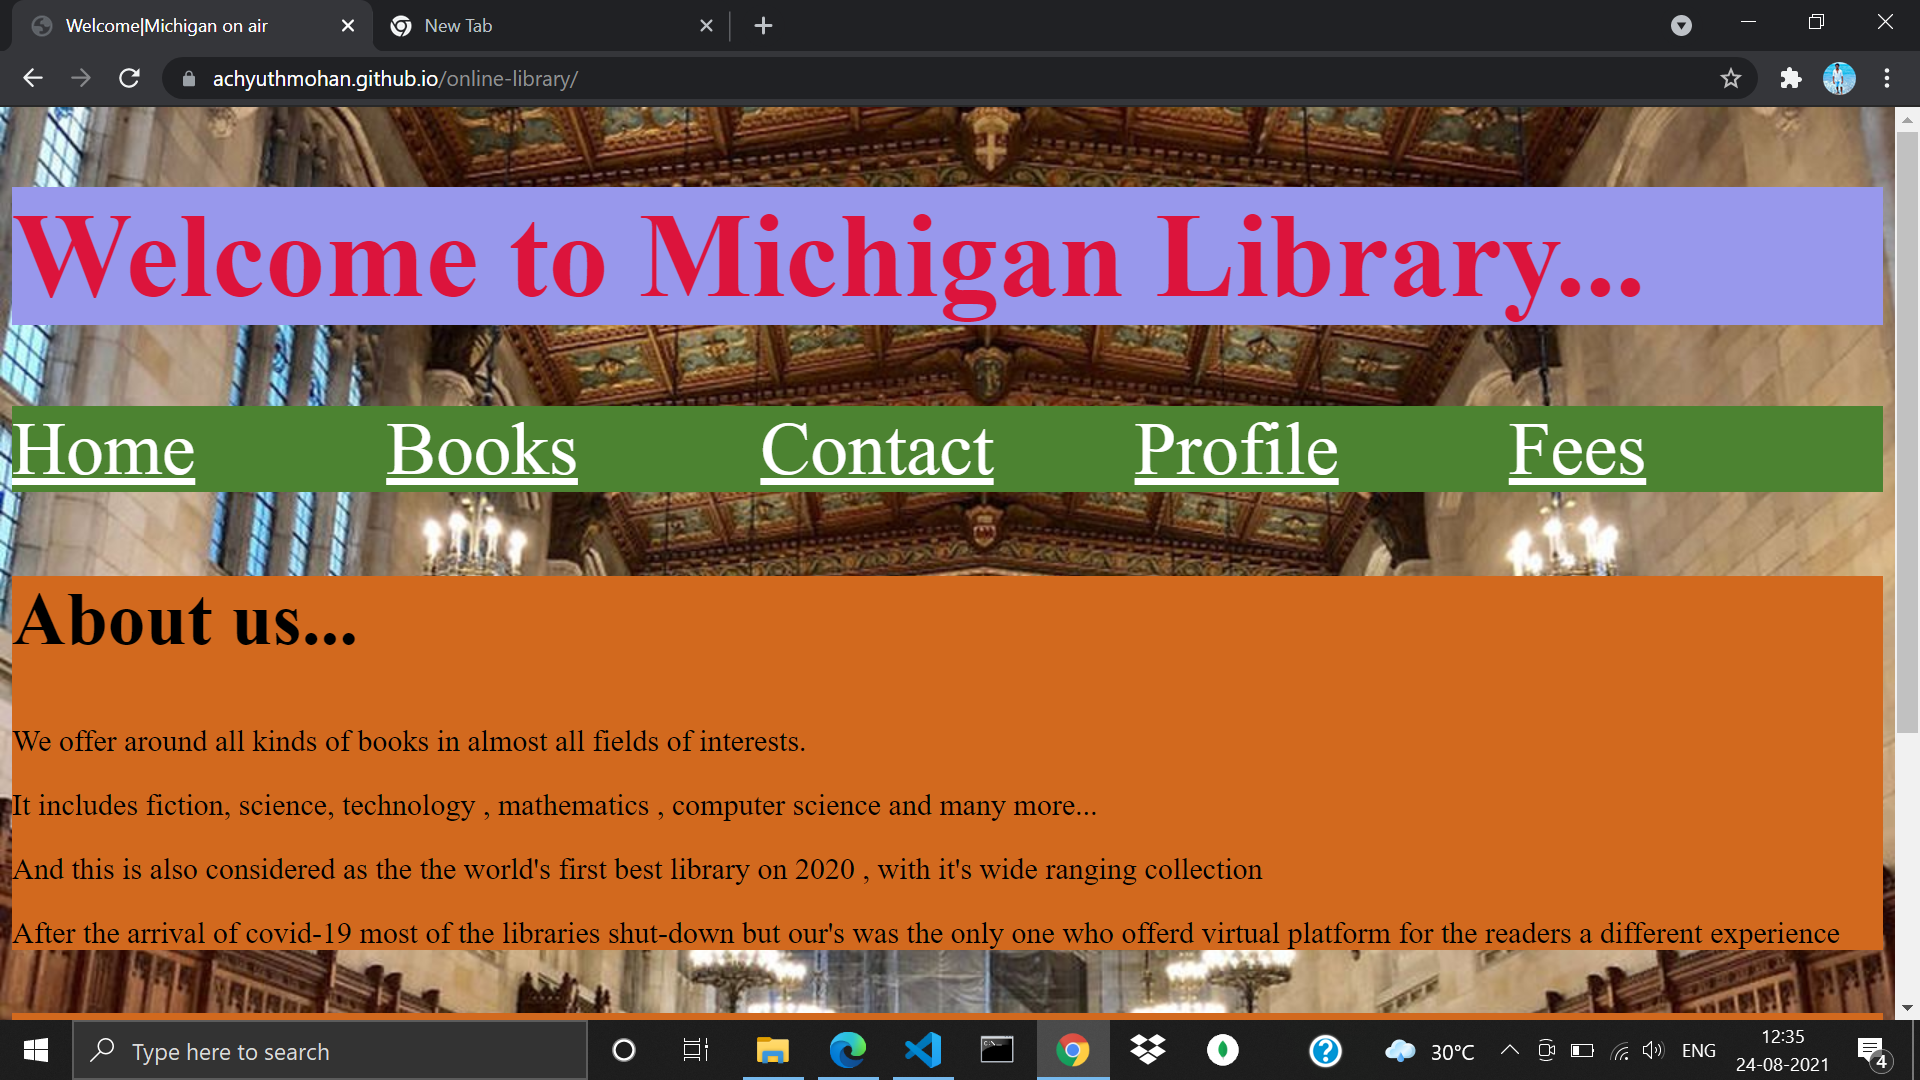 Welcome|Michigan on air
New Tab
achyuthmohan.github.io/online-library/
Welcome to Michigan Library...
Home Books Contact Profile Fees
About us...
We offer around all kinds of books in almost all fields of interests.
It includes fiction, science, technology , mathematics , computer science and many more...
And this is also considered as the the world's first best library on 2020 , with it's wide ranging collection
After the arrival of covid-19 most of the libraries shut-down but our's was the only one who offerd virtual platform for the readers a different experience
Type here to search
30°C
ENG
12:35
24-08-2021
4